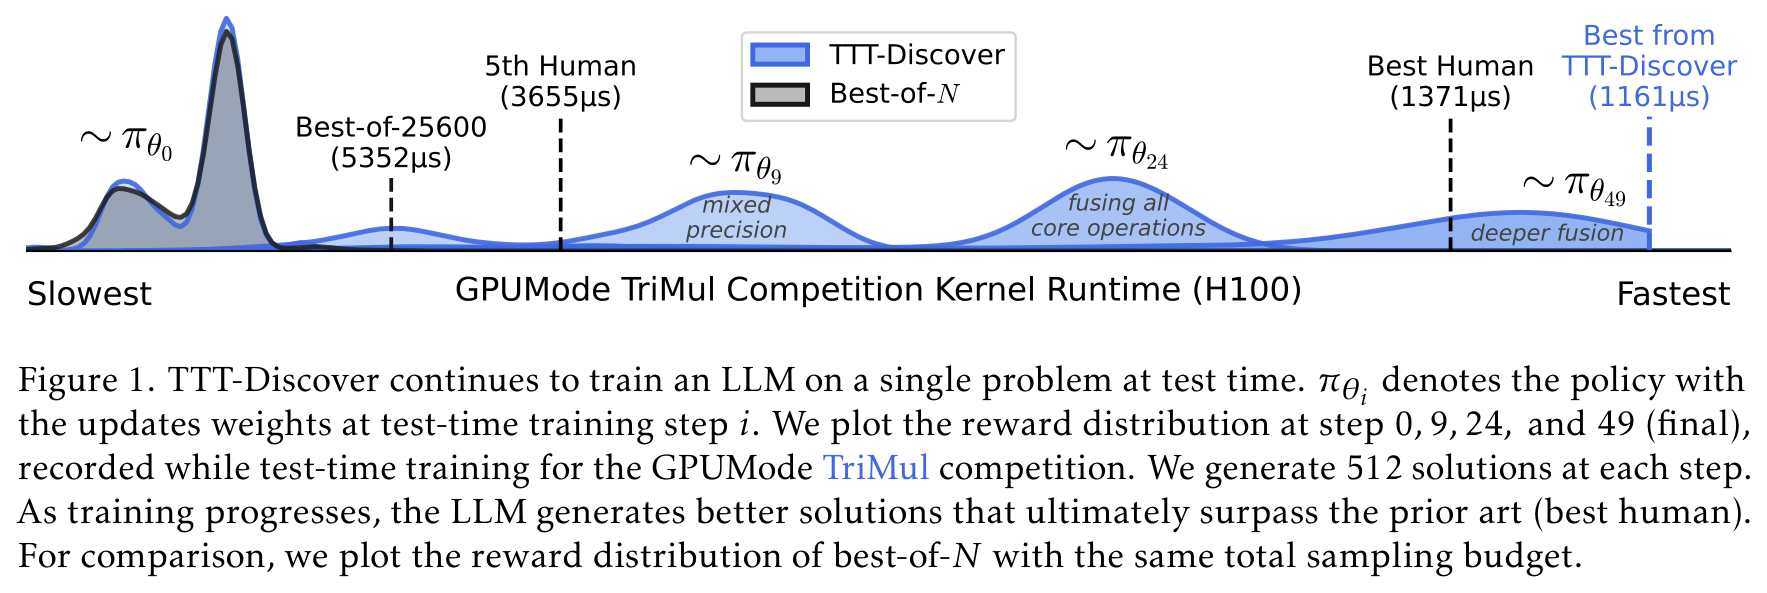 Best from
TTT-Discover
(1161μs)
5th Human
(3655μs)
TTT-Discover
Best-of-N
Best Human
(1371μs)
Best-of-25600
(5352μs)
∼ πθ0
∼ πθ9
∼ πθ24
∼ πθ49
mixed
precision
fusing all
core operations
deeper fusion
Slowest
GPUMode TriMul Competition Kernel Runtime (H100)
Fastest
Figure 1. TTT-Discover continues to train an LLM on a single problem at test time. πθi denotes the policy with
the updates weights at test-time training step i. We plot the reward distribution at step 0, 9, 24, and 49 (final),
recorded while test-time training for the GPUMode TriMul competition. We generate 512 solutions at each step.
As training progresses, the LLM generates better solutions that ultimately surpass the prior art (best human).
For comparison, we plot the reward distribution of best-of-N with the same total sampling budget.